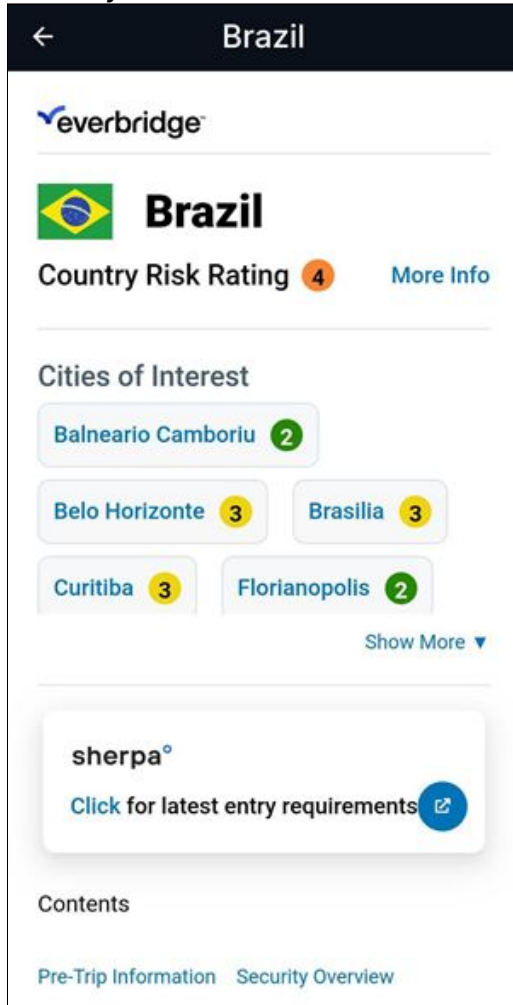 Brazil
everbridge™
Brazil
Country Risk Rating 4 More Info
Cities of Interest
Balneario Camboriu 2
Belo Horizonte 3 Brasilia 3
Curitiba 3 Florianopolis 2
Show More ▼
sherpa°
Click for latest entry requirements
Contents
Pre-Trip Information Security Overview